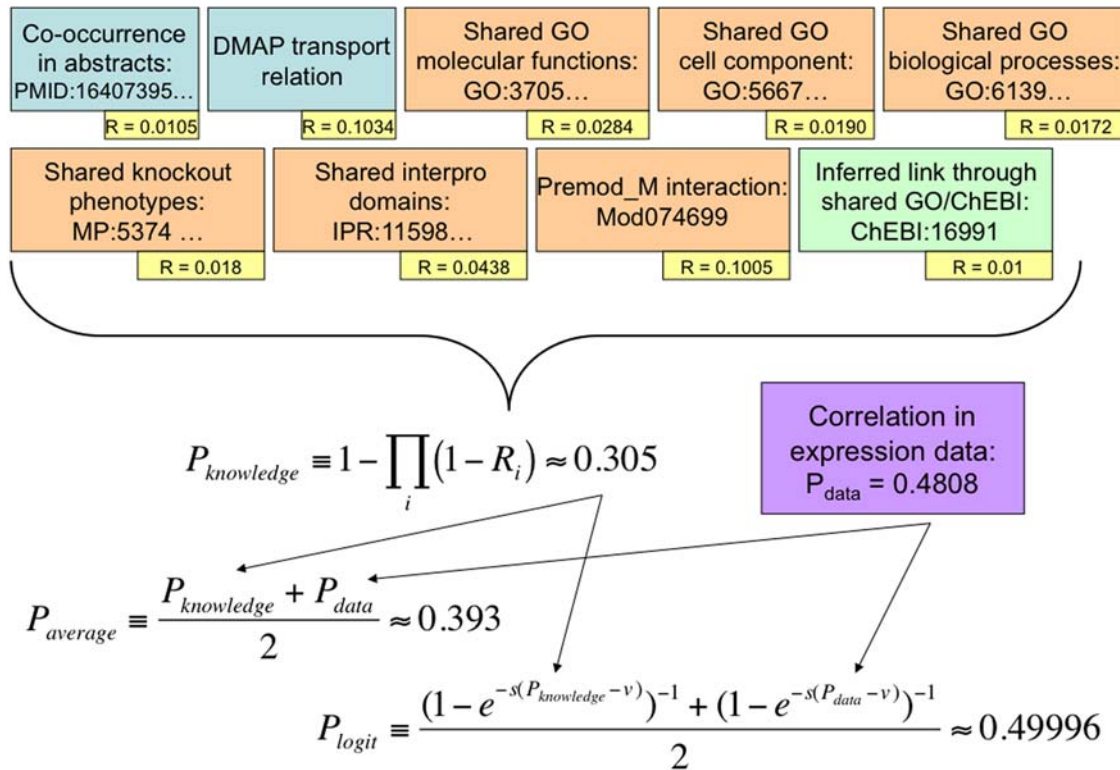 Co-occurrence
in abstracts:
PMID:16407395…
R = 0.0105
DMAP transport
relation
R = 0.1034
Shared GO
molecular functions:
GO:3705…
R = 0.0284
Shared GO
cell component:
GO:5667…
R = 0.0190
Shared GO
biological processes:
GO:6139…
R = 0.0172
Shared knockout
phenotypes:
MP:5374 …
R = 0.018
Shared interpro
domains:
IPR:11598…
R = 0.0438
Premod_M interaction:
Mod074699
R = 0.1005
Inferred link through
shared GO/ChEBI:
ChEBI:16991
R = 0.01
Correlation in
expression data:
P_data = 0.4808
P_knowledge ≡ 1 − ∏_i (1 − R_i) ≈ 0.305
P_average ≡ (P_knowledge + P_data) / 2 ≈ 0.393
P_logit ≡ ((1 − e^{−s(P_knowledge − v)})^{−1} + (1 − e^{−s(P_data − v)})^{−1}) / 2 ≈ 0.49996